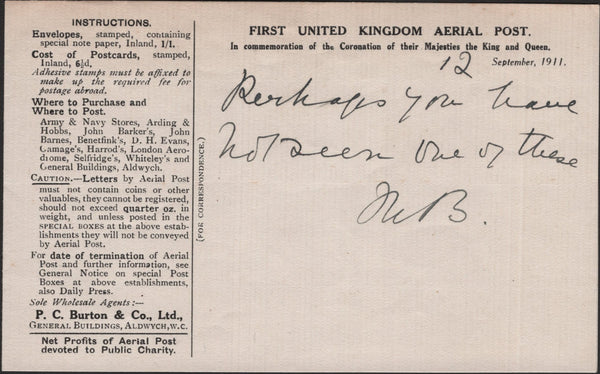 INSTRUCTIONS.
Envelopes, stamped, containing
special note paper, Inland, 1/1.
Cost of Postcards, stamped,
Inland, 6½d.
Adhesive stamps must be affixed to
make up the required fee for
postage abroad.
Where to Purchase and
Where to Post.
Army & Navy Stores, Arding &
Hobbs, John Barker's, John
Barnes, Benetfink's, D. H. Evans,
Gamage's, Harrod's, London Aero-
drome, Selfridge's, Whiteley's and
General Buildings, Aldwych.
CAUTION.—Letters by Aerial Post
must not contain coins or other
valuables, they cannot be registered,
should not exceed quarter oz. in
weight, and unless posted in the
SPECIAL BOXES at the above estab-
lishments they will not be conveyed
by Aerial Post.
For date of termination of Aerial
Post and further information, see
General Notice on special Post
Boxes at above establishments,
also Daily Press.
Sole Wholesale Agents:—
P. C. Burton & Co., Ltd.,
GENERAL BUILDINGS, ALDWYCH, W.C.
Net Profits of Aerial Post
devoted to Public Charity.
(FOR CORRESPONDENCE.)
FIRST UNITED KINGDOM AERIAL POST.
In commemoration of the Coronation of their Majesties the King and Queen.
12 September, 1911.
Perhaps you have
not seen one of these